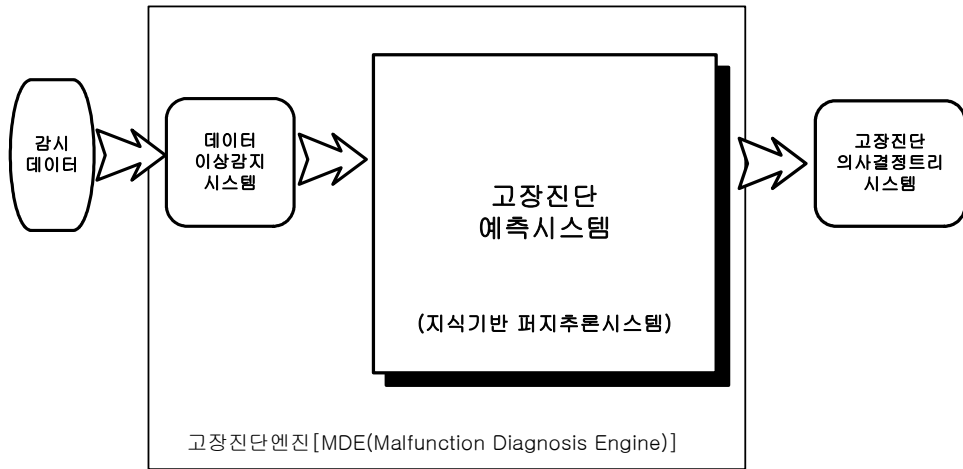 감시
데이터
데이터
이상감지
시스템
고장진단
예측시스템
(지식기반 퍼지추론시스템)
고장진단
의사결정트리
시스템
고장진단엔진[MDE(Malfunction Diagnosis Engine)]